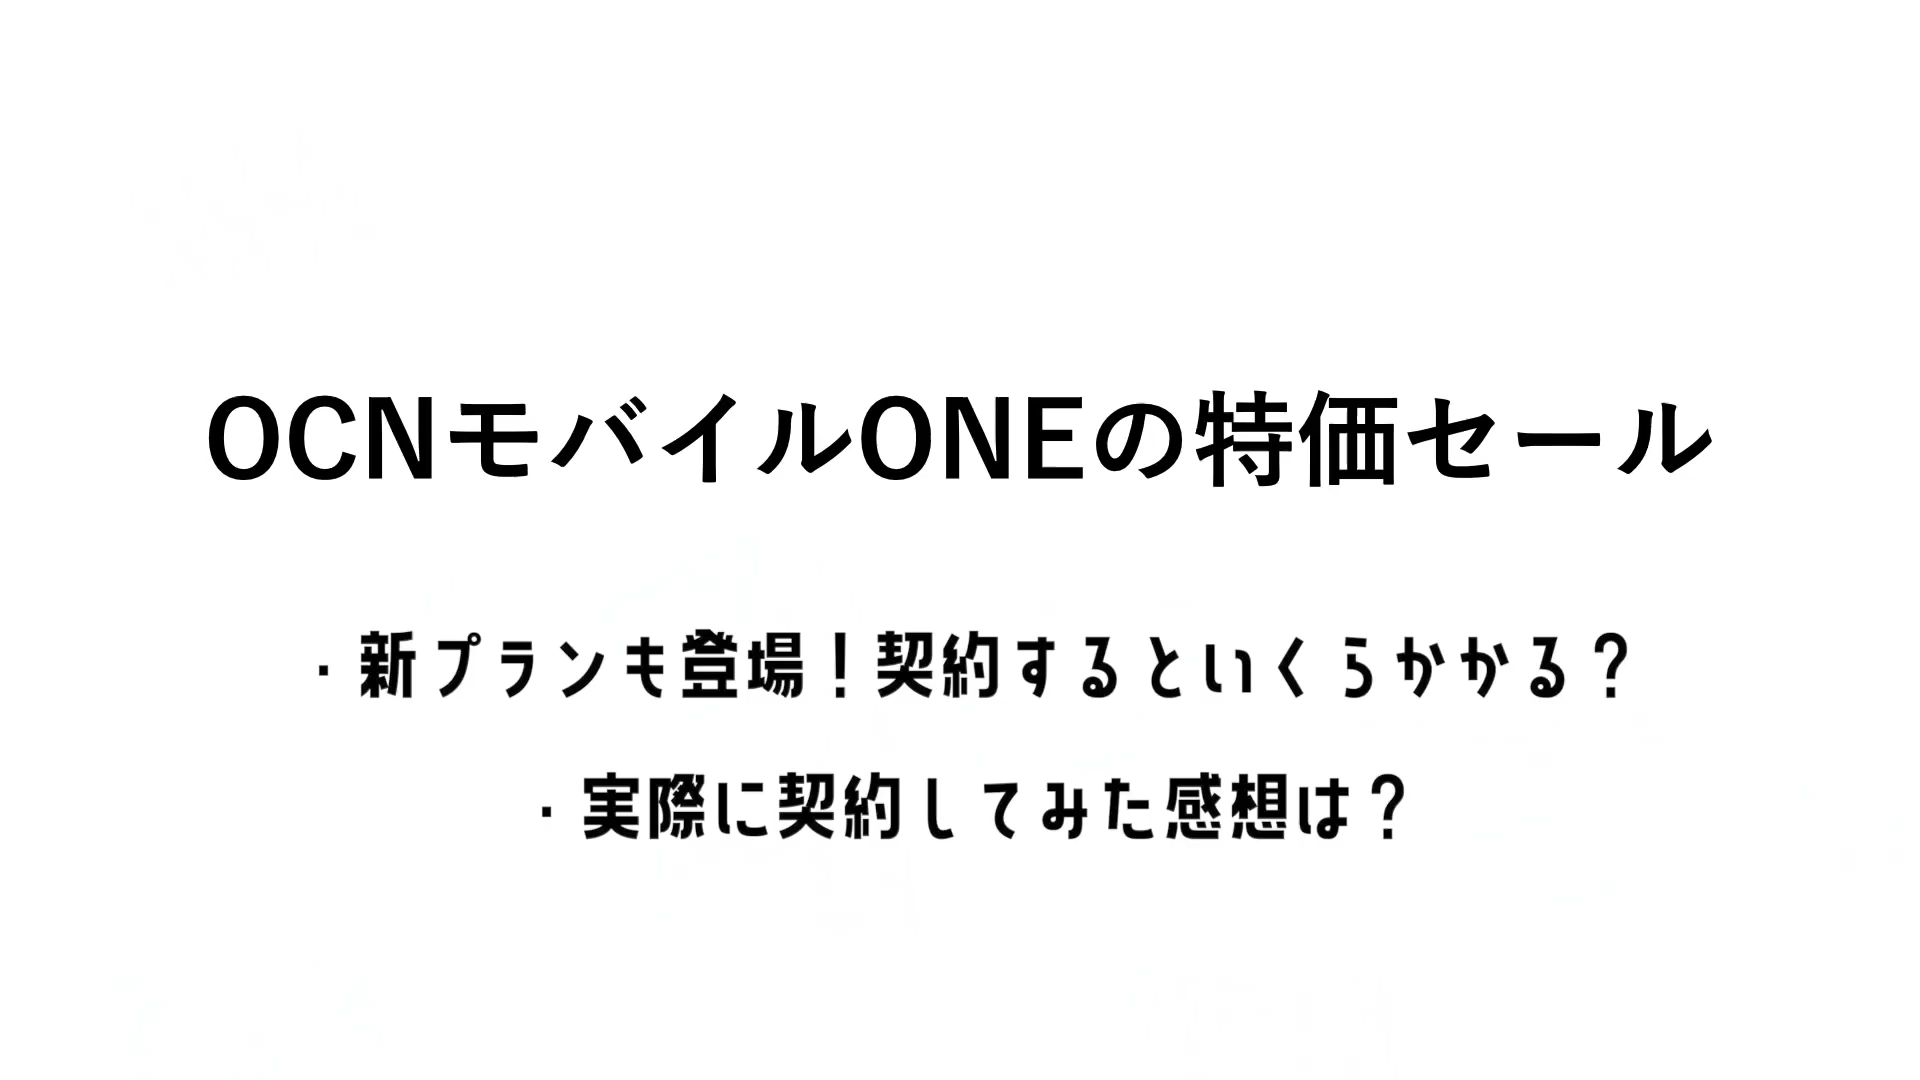 OCNモバイルONEの特価セール
・新プランも登場！契約するといくらかかる？
・実際に契約してみた感想は？